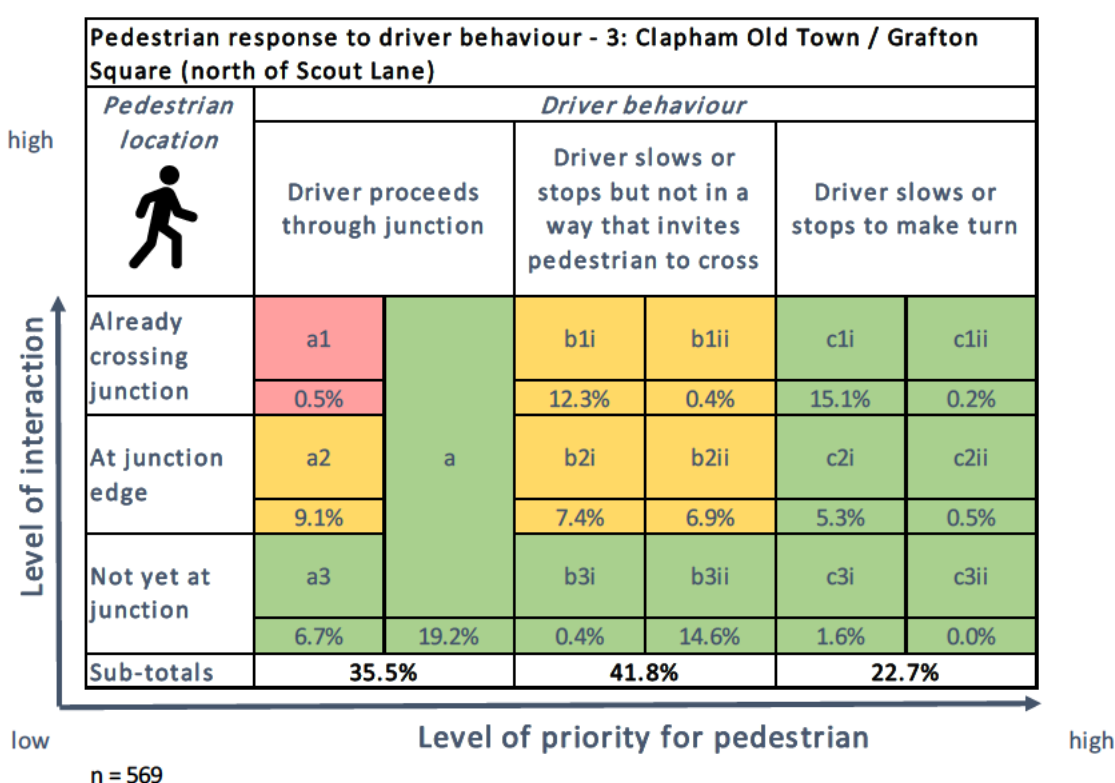 Pedestrian response to driver behaviour - 3: Clapham Old Town / Grafton
Square (north of Scout Lane)
Pedestrian
location
Driver behaviour
high
Driver proceeds
through junction
Driver slows or
stops but not in a
way that invites
pedestrian to cross
Driver slows or
stops to make turn
Level of interaction
Already
crossing
junction
a1
b1i
b1ii
c1i
c1ii
0.5%
12.3%
0.4%
15.1%
0.2%
At junction
edge
a2
a
b2i
b2ii
c2i
c2ii
9.1%
7.4%
6.9%
5.3%
0.5%
Not yet at
junction
a3
b3i
b3ii
c3i
c3ii
6.7%
19.2%
0.4%
14.6%
1.6%
0.0%
Sub-totals
35.5%
41.8%
22.7%
low
Level of priority for pedestrian
high
n = 569